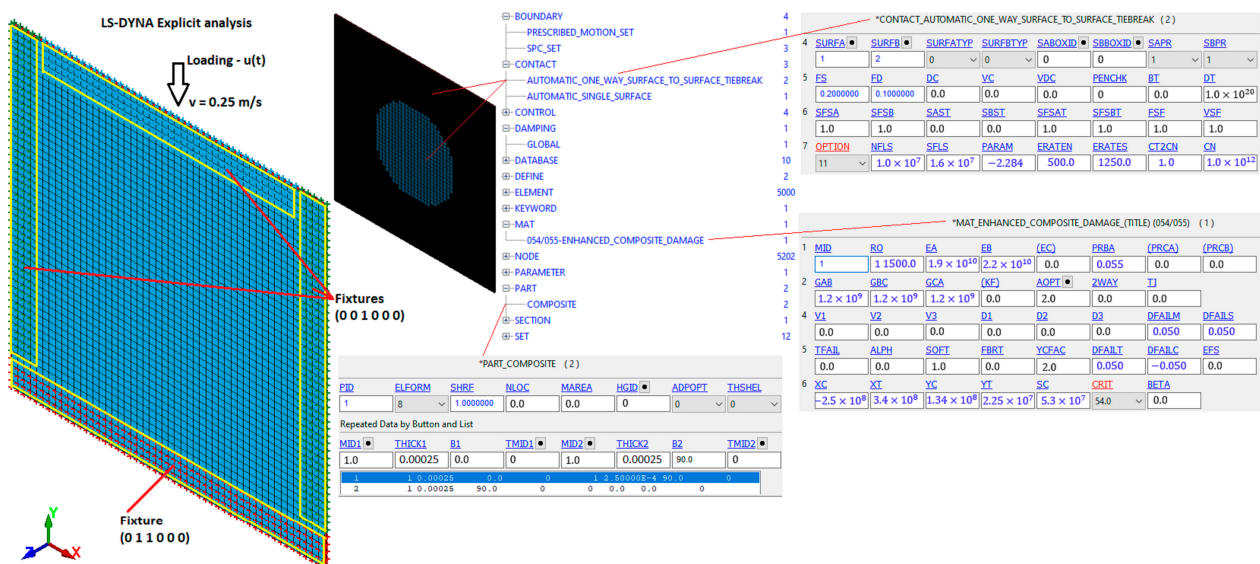 LS-DYNA Explicit analysis
Loading - u(t)
v = 0.25 m/s
Fixtures
(0 0 1 0 0 0)
Fixture
(0 1 1 0 0 0)
Y
Z
X
BOUNDARY 4
PRESCRIBED_MOTION_SET 1
SPC_SET 3
CONTACT 3
AUTOMATIC_ONE_WAY_SURFACE_TO_SURFACE_TIEBREAK 2
AUTOMATIC_SINGLE_SURFACE 1
CONTROL 4
DAMPING 1
GLOBAL 1
DATABASE 10
DEFINE 2
ELEMENT 5000
KEYWORD 1
MAT 1
054/055-ENHANCED_COMPOSITE_DAMAGE 1
NODE 5202
PARAMETER 1
PART 2
COMPOSITE 2
SECTION 1
SET 12
*PART_COMPOSITE (2)
PID ELFORM SHRF NLOC MAREA HGID ADPOPT THSHEL
1 8 1.0000000 0.0 0.0 0 0 0
Repeated Data by Button and List
MID1 THICK1 B1 TMID1 MID2 THICK2 B2 TMID2
1.0 0.00025 0.0 0 1.0 0.00025 90.0 0
1 1 0.00025 0.0 0 1 2.50000E-4 90.0 0
2 1 0.00025 90.0 0 0 0.0 0.0 0
*CONTACT_AUTOMATIC_ONE_WAY_SURFACE_TO_SURFACE_TIEBREAK (2)
4 SURFA SURFB SURFATYP SURFBTYP SABOXID SBBOXID SAPR SBPR
1 2 0 0 0 0 1 1
5 FS FD DC VC VDC PENCHK BT DT
0.2000000 0.1000000 0.0 0.0 0 0 0.0 1.0 × 10²⁰
6 SFSA SFSB SAST SBST SFSAT SFSBT FSF VSF
1.0 1.0 0.0 0.0 1.0 1.0 1.0 1.0
7 OPTION NFLS SFLS PARAM ERATEN ERATES CT2CN CN
11 1.0 × 10⁷ 1.6 × 10⁷ −2.284 500.0 1250.0 1.0 1.0 × 10¹²
*MAT_ENHANCED_COMPOSITE_DAMAGE_(TITLE) (054/055) (1)
1 MID RO EA EB (EC) PRBA (PRCA) (PRCB)
1 1 1500.0 1.9 × 10¹⁰ 2.2 × 10¹⁰ 0.0 0.055 0.0 0.0
2 GAB GBC GCA (KF) AOPT 2WAY TI
1.2 × 10⁹ 1.2 × 10⁹ 1.2 × 10⁹ 0.0 2.0 0.0 0.0
4 V1 V2 V3 D1 D2 D3 DFAILM DFAILS
0.0 0.0 0.0 0.0 0.0 0.0 0.050 0.050
5 TFAIL ALPH SOFT FBRT YCFAC DFAILT DFAILC EFS
0.0 0.0 1.0 0.0 2.0 0.050 −0.050 0.0
6 XC XT YC YT SC CRIT BETA
−2.5 × 10⁸ 3.4 × 10⁸ 1.34 × 10⁸ 2.25 × 10⁷ 5.3 × 10⁷ 54.0 0.0